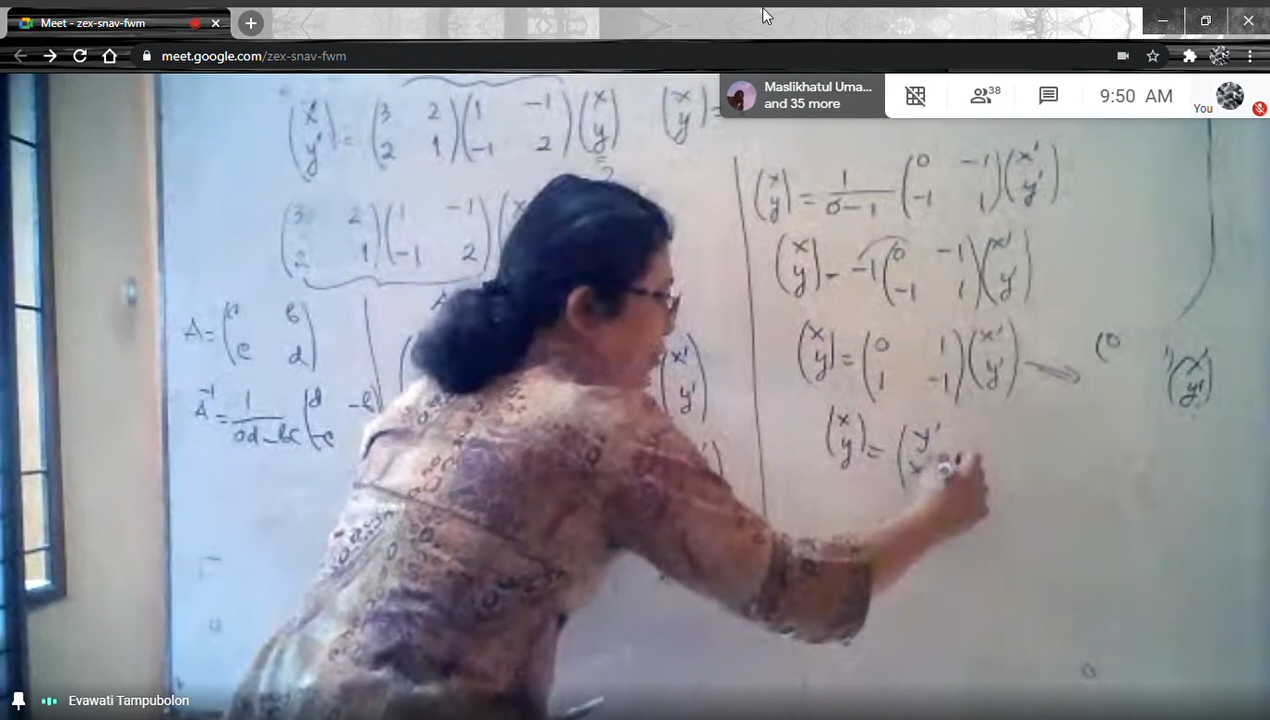 Meet - zex-snav-fwm
meet.google.com/zex-snav-fwm
Maslikhatul Uma...
and 35 more
38
9:50 AM
You
(x' y') = (3 2 2 1)(1 -1 -1 2)(x y)
(x y) =
(3 2 2 1)(1 -1 -1 2)
A = (a b c d)
A⁻¹ = 1/ad-bc (d -b -c
(x' y')
(x y) = 1/0-1 (0 -1 -1 1)(x' y')
(x y) = -1(0 -1 -1 1)(x' y')
(x y) = (0 1 1 -1)(x' y')
(0
(x' y')
(x y) = (y'
Evawati Tampubolon